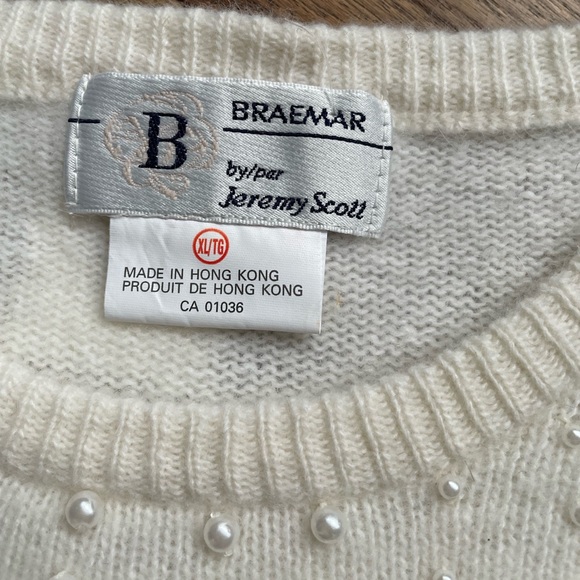 B
BRAEMAR
by/par
Jeremy Scott
XL/TG
MADE IN HONG KONG
PRODUIT DE HONG KONG
CA 01036